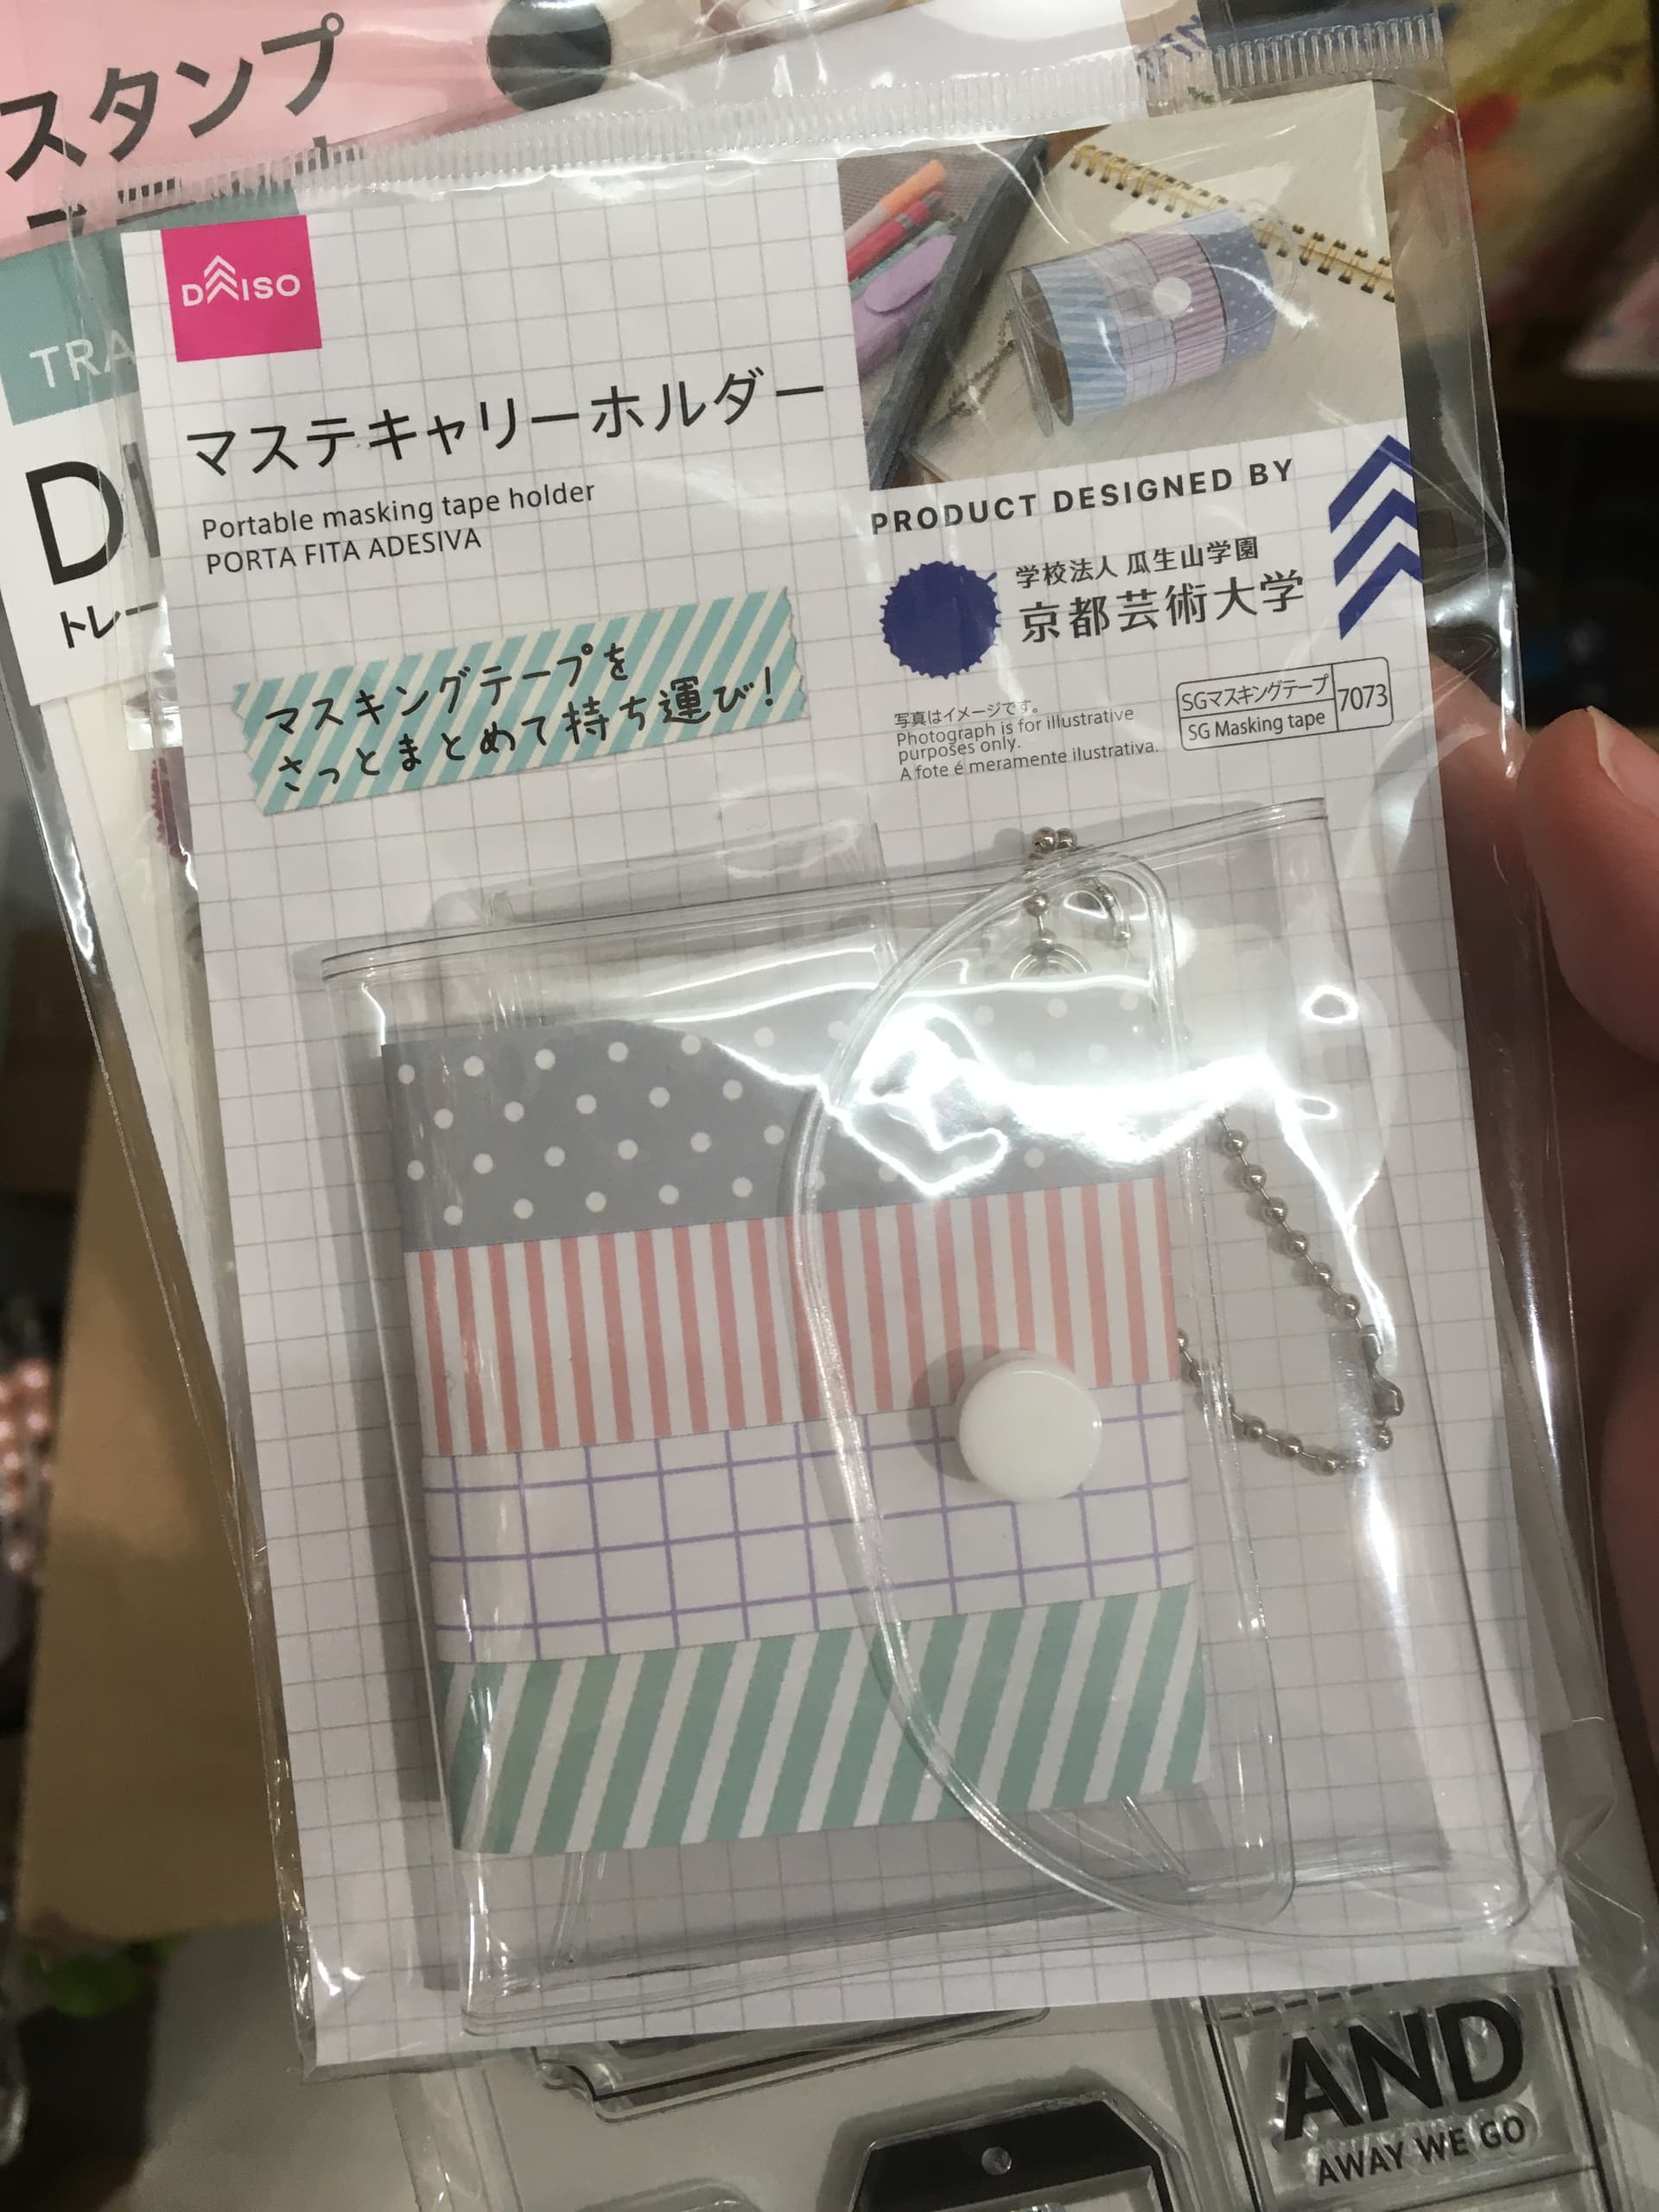 スタンプ
TRA
トレー
DAISO
マステキャリーホルダー
Portable masking tape holder
PORTA FITA ADESIVA
マスキングテープを
さっとまとめて持ち運び!
PRODUCT DESIGNED BY
学校法人 瓜生山学園
京都芸術大学
写真はイメージです。
Photograph is for illustrative
purposes only.
A fote é meramente ilustrativa.
SGマスキングテープ
SG Masking tape
7073
AND
AWAY WE GO